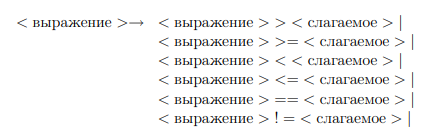 < выражение >→ < выражение > > < слагаемое > |
< выражение > >= < слагаемое > |
< выражение > < < слагаемое > |
< выражение > <= < слагаемое > |
< выражение > == < слагаемое > |
< выражение > ! = < слагаемое > |